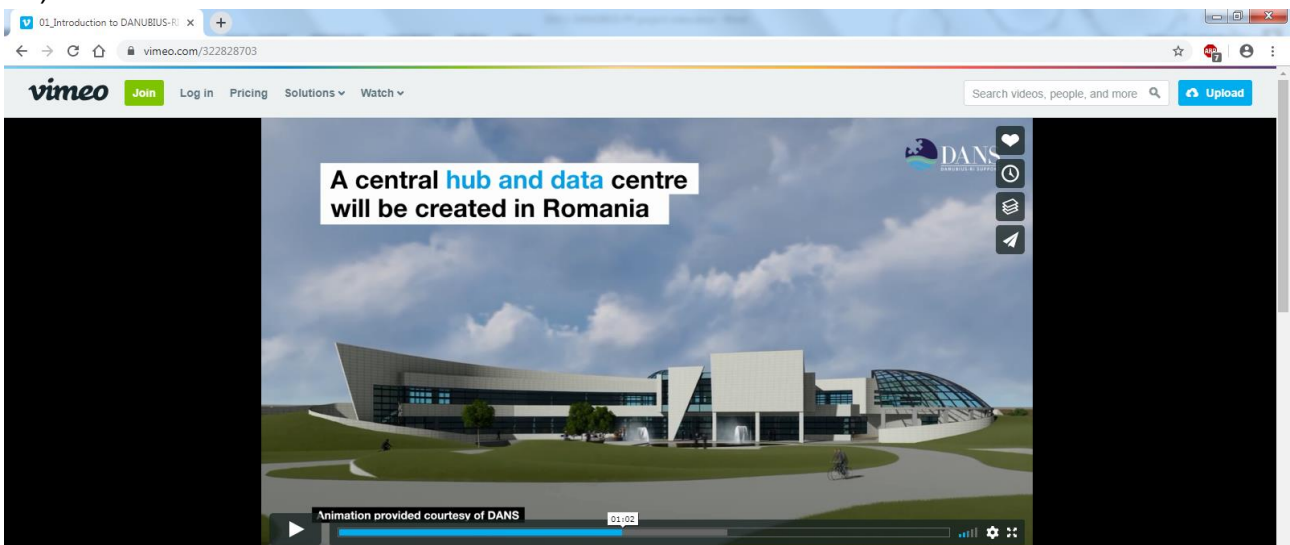 01_Introduction to DANUBIUS-RI
vimeo.com/322828703
ABP
7
vimeo
Join
Log in
Pricing
Solutions
Watch
Search videos, people, and more
Upload
DANS
A central hub and data centre
will be created in Romania
Animation provided courtesy of DANS
01:02